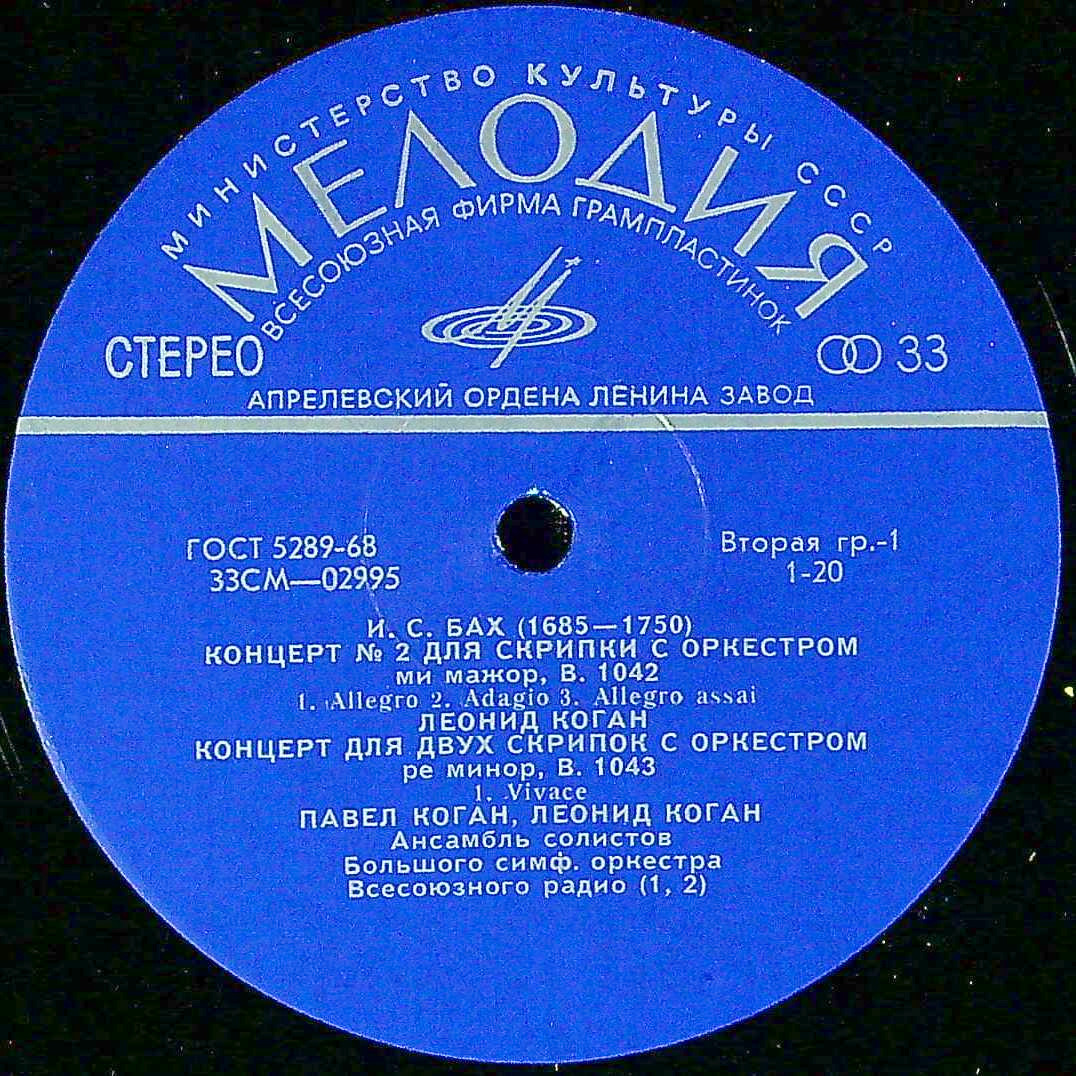 МИНИСТЕРСТВО КУЛЬТУРЫ СССР
МЕЛОДИЯ
ВСЕСОЮЗНАЯ ФИРМА ГРАМПЛАСТИНОК
СТЕРЕО
33
АПРЕЛЕВСКИЙ ОРДЕНА ЛЕНИНА ЗАВОД
ГОСТ 5289-68
33СМ—02995
Вторая гр.-1
1-20
И. С. БАХ (1685—1750)
КОНЦЕРТ № 2 ДЛЯ СКРИПКИ С ОРКЕСТРОМ
ми мажор, В. 1042
1. Allegro 2. Adagio 3. Allegro assai
ЛЕОНИД КОГАН
КОНЦЕРТ ДЛЯ ДВУХ СКРИПОК С ОРКЕСТРОМ
ре минор, В. 1043
1. Vivace
ПАВЕЛ КОГАН, ЛЕОНИД КОГАН
Ансамбль солистов
Большого симф. оркестра
Всесоюзного радио (1, 2)